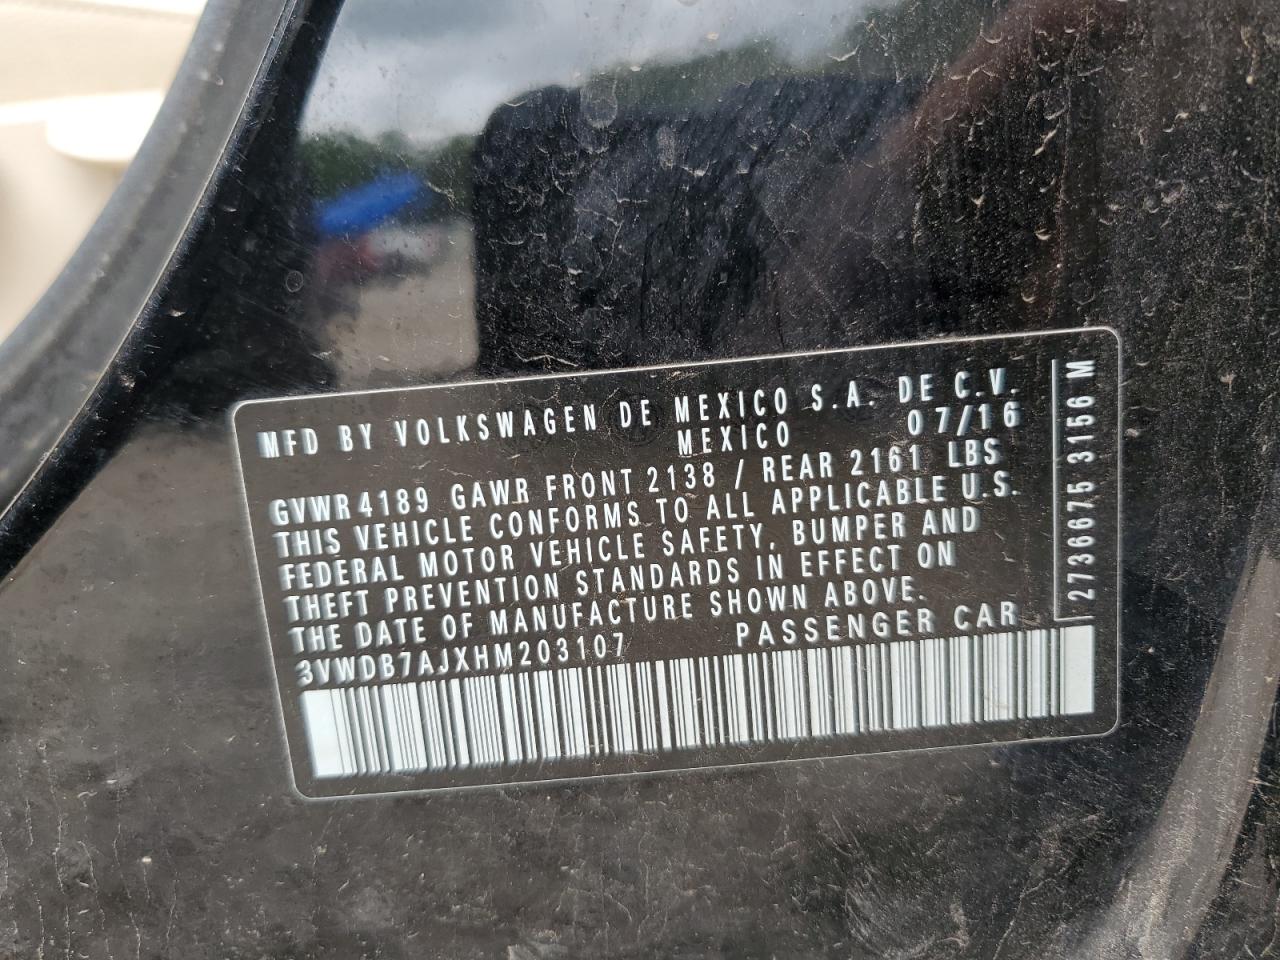 MFD BY VOLKSWAGEN DE MEXICO S.A. DE C.V.
MEXICO 07/16
GVWR 4189 GAWR FRONT 2138 / REAR 2161 LBS
THIS VEHICLE CONFORMS TO ALL APPLICABLE U.S.
FEDERAL MOTOR VEHICLE SAFETY, BUMPER AND
THEFT PREVENTION STANDARDS IN EFFECT ON
THE DATE OF MANUFACTURE SHOWN ABOVE.
3VWDB7AJXHM203107 PASSENGER CAR
2736675 3156 M